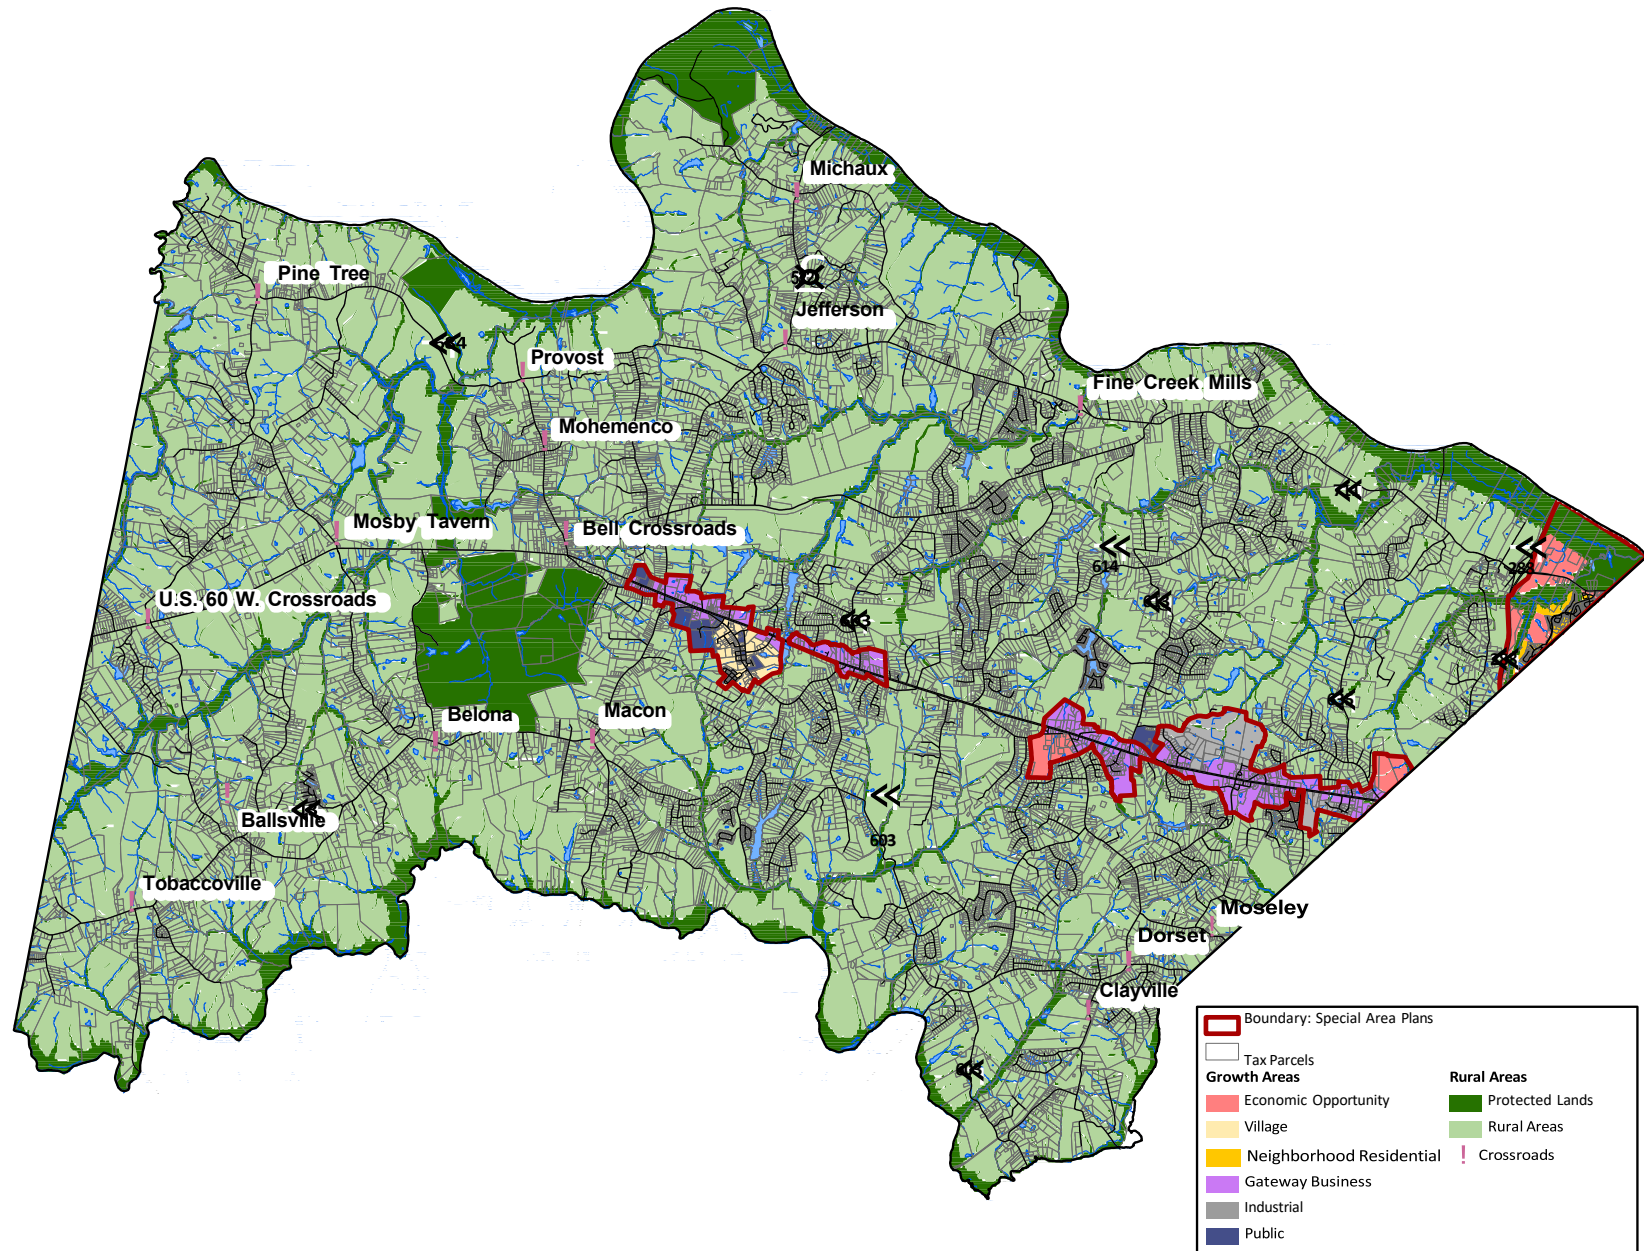 Michaux
Pine Tree
Jefferson
Provost
Fine Creek Mills
Mohemenco
Mosby Tavern
Bell Crossroads
614
U.S. 60 W. Crossroads
Macon
Belona
Ballsville
603
Tobaccoville
Moseley
Dorset
Clayville
Boundary: Special Area Plans
Tax Parcels
Growth Areas
Rural Areas
Economic Opportunity
Protected Lands
Village
Rural Areas
Neighborhood Residential
Crossroads
Gateway Business
Industrial
Public